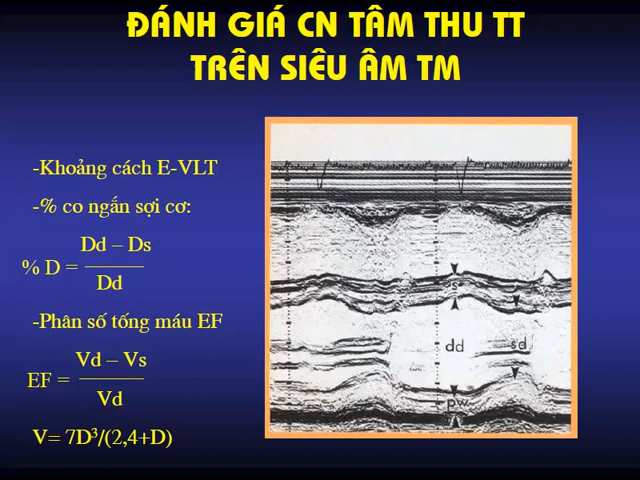 ĐÁNH GIÁ CN TÂM THU TT
TRÊN SIÊU ÂM TM
-Khoảng cách E-VLT
-% co ngắn sợi cơ:
Dd – Ds
% D =
Dd
-Phân số tống máu EF
Vd – Vs
EF =
Vd
V= 7D³/(2,4+D)
s
dd
sd
pw